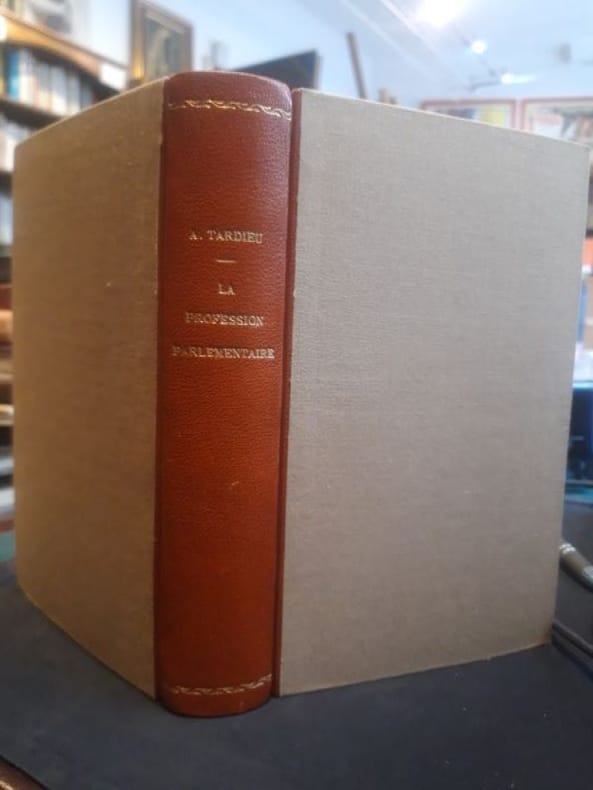 A. TARDIEU
LA
PROFESSION
PARLEMENTAIRE